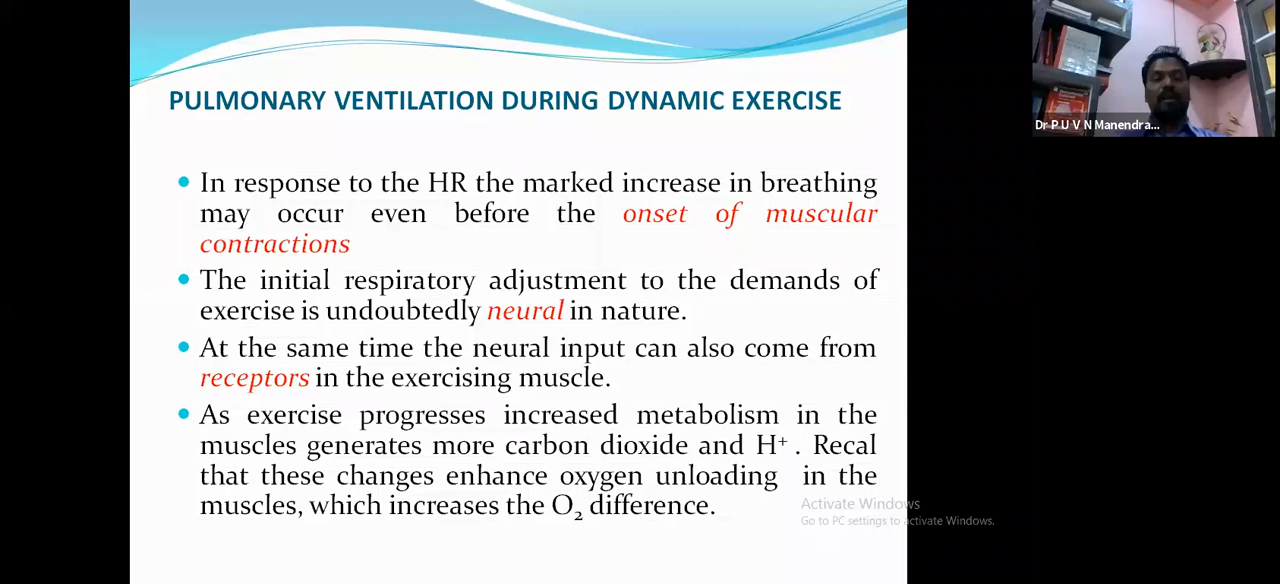 PULMONARY VENTILATION DURING DYNAMIC EXERCISE
Dr P U V N Manendra...
In response to the HR the marked increase in breathing
may occur even before the onset of muscular
contractions
The initial respiratory adjustment to the demands of
exercise is undoubtedly neural in nature.
At the same time the neural input can also come from
receptors in the exercising muscle.
As exercise progresses increased metabolism in the
muscles generates more carbon dioxide and H⁺ . Recal
that these changes enhance oxygen unloading in the
muscles, which increases the O₂ difference.
Activate Windows
Go to PC settings to activate Windows.